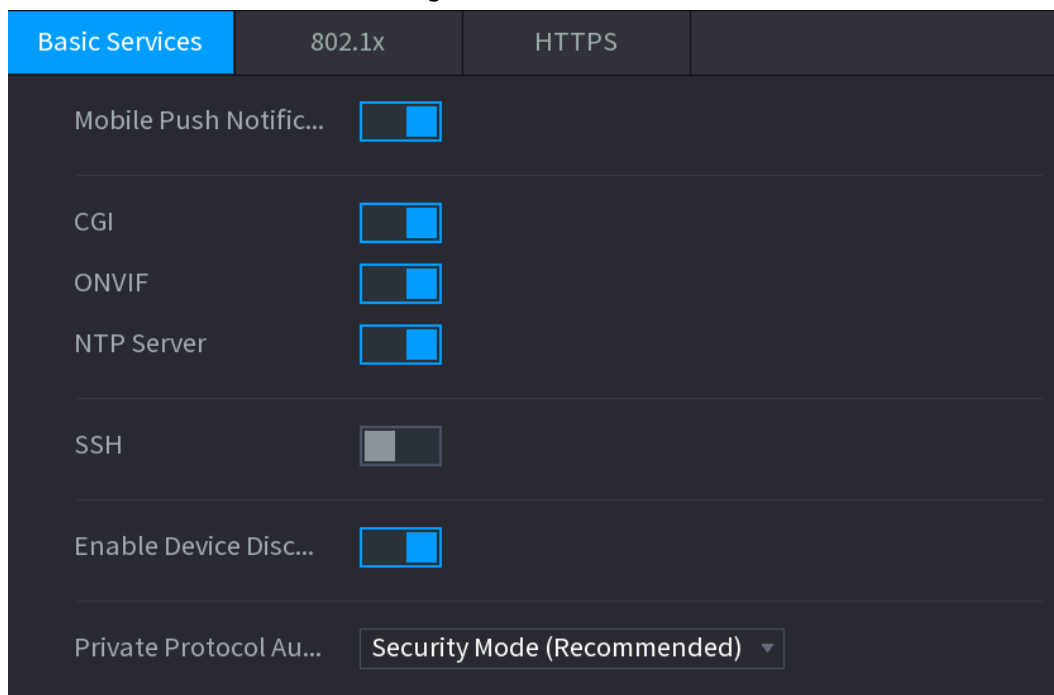 Basic Services 802.1x HTTPS
Mobile Push Notific...
CGI
ONVIF
NTP Server
SSH
Enable Device Disc...
Private Protocol Au... Security Mode (Recommended)